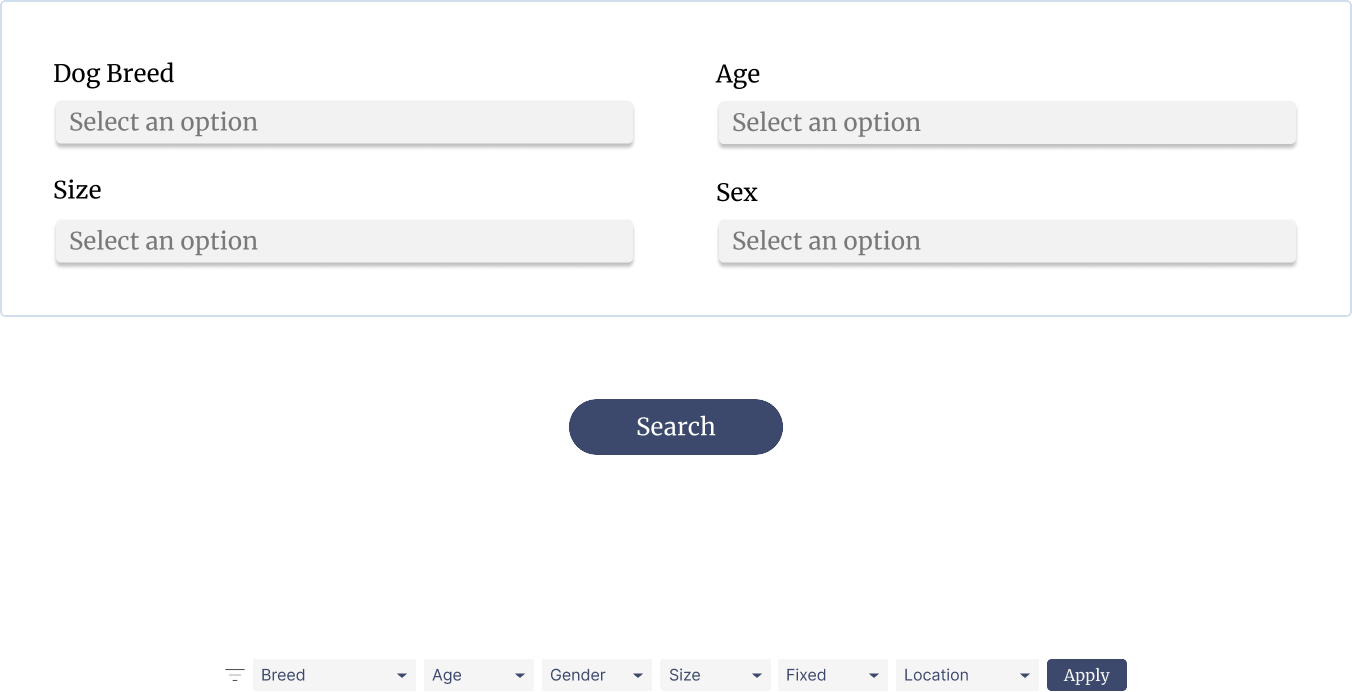 Dog Breed
Age
Select an option
Select an option
Size
Sex
Select an option
Select an option
Search
Breed Age Gender Size Fixed Location Apply